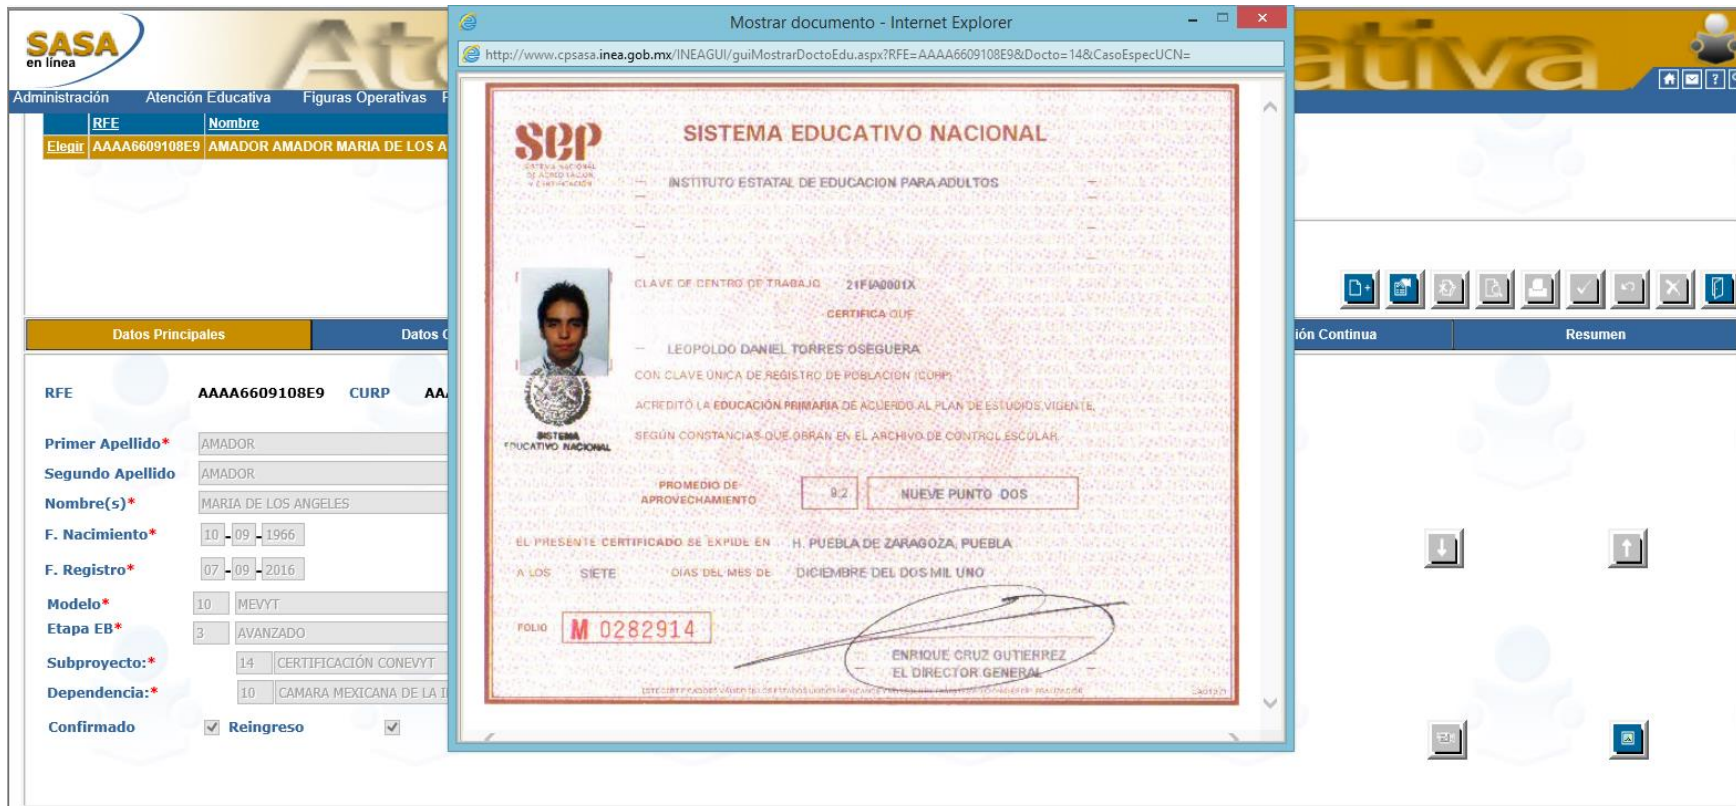 SASA
en línea
Administración Atención Educativa Figuras Operativas
RFE Nombre
Elegir AAAA6609108E9 AMADOR AMADOR MARIA DE LOS A
Mostrar documento - Internet Explorer
http://www.cpsasa.inea.gob.mx/INEAGUI/guiMostrarDoctoEdu.aspx?RFE=AAAA6609108E9&Docto=14&CasoEspecUCN=
ativa
Datos Principales Datos
ión Continua Resumen
RFE AAAA6609108E9 CURP AA
Primer Apellido* AMADOR
Segundo Apellido AMADOR
Nombre(s)* MARIA DE LOS ANGELES
F. Nacimiento* 10 - 09 - 1966
F. Registro* 07 - 09 - 2016
Modelo* 10 MEVYT
Etapa EB* 3 AVANZADO
Subproyecto:* 14 CERTIFICACIÓN CONEVYT
Dependencia:* 10 CAMARA MEXICANA DE LA I
Confirmado Reingreso
sep
SISTEMA EDUCATIVO NACIONAL
INSTITUTO ESTATAL DE EDUCACION PARA ADULTOS
CLAVE DE CENTRO DE TRABAJO 21FIA0001X
CERTIFICA QUE
LEOPOLDO DANIEL TORRES OSEGUERA
CON CLAVE ÚNICA DE REGISTRO DE POBLACIÓN (CURP)
ACREDITÓ LA EDUCACIÓN PRIMARIA DE ACUERDO AL PLAN DE ESTUDIOS VIGENTE,
SEGÚN CONSTANCIAS QUE OBRAN EN EL ARCHIVO DE CONTROL ESCOLAR.
SISTEMA
EDUCATIVO NACIONAL
PROMEDIO DE
APROVECHAMIENTO 9.2 NUEVE PUNTO DOS
EL PRESENTE CERTIFICADO SE EXPIDE EN H. PUEBLA DE ZARAGOZA, PUEBLA
A LOS SIETE DIAS DEL MES DE DICIEMBRE DEL DOS MIL UNO
FOLIO M 0282914
ENRIQUE CRUZ GUTIERREZ
EL DIRECTOR GENERAL